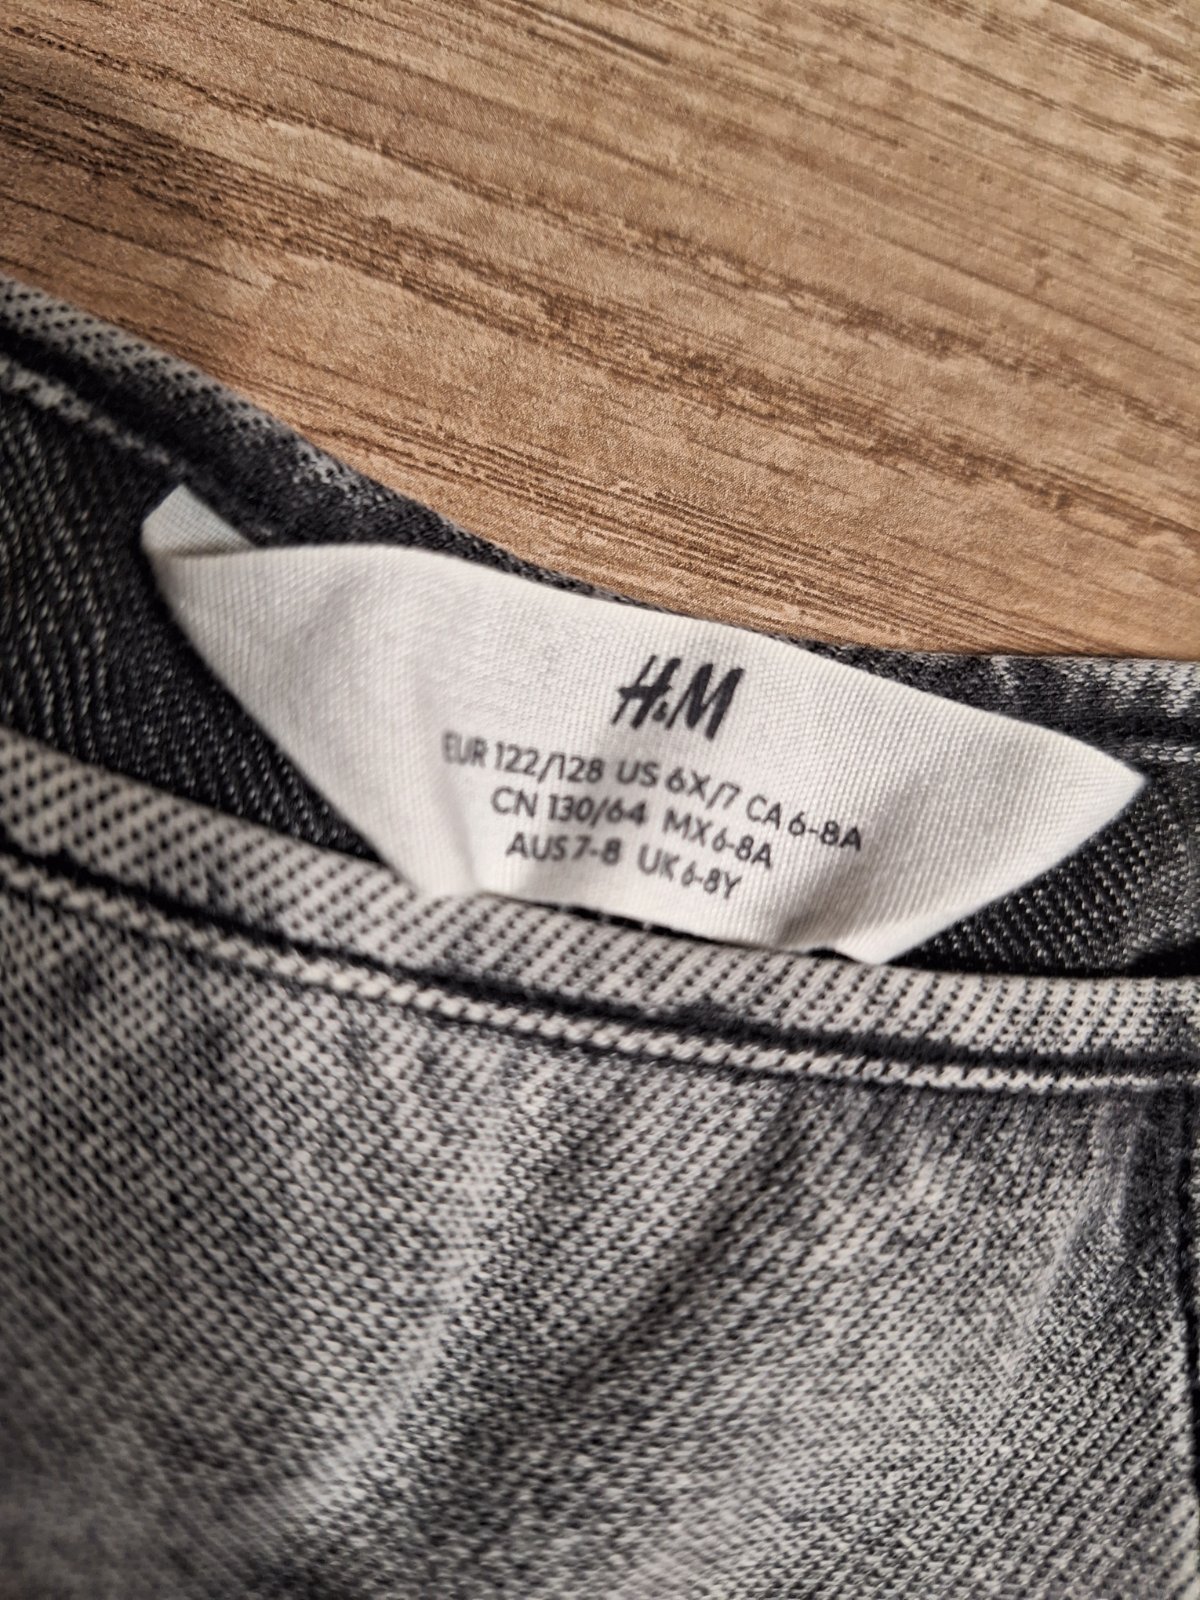 H&M
EUR 122/128 US 6X/7 CA 6-8A
CN 130/64 MX 6-8A
AUS 7-8 UK 6-8Y